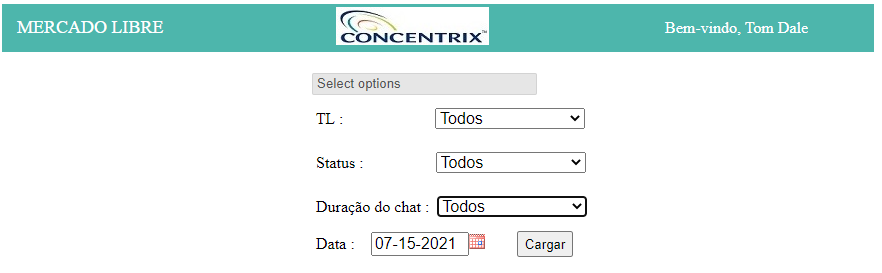 MERCADO LIBRE CONCENTRIX™ Bem-vindo, Tom Dale
Select options
TL : Todos
Status : Todos
Duração do chat : Todos
Data : 07-15-2021 Cargar